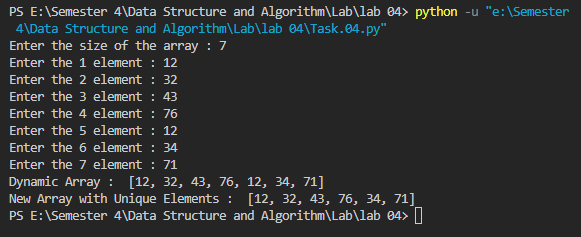 PS E:\Semester 4\Data Structure and Algorithm\Lab\lab 04> python -u "e:\Semester
4\Data Structure and Algorithm\Lab\lab 04\Task.04.py"
Enter the size of the array : 7
Enter the 1 element : 12
Enter the 2 element : 32
Enter the 3 element : 43
Enter the 4 element : 76
Enter the 5 element : 12
Enter the 6 element : 34
Enter the 7 element : 71
Dynamic Array :  [12, 32, 43, 76, 12, 34, 71]
New Array with Unique Elements :  [12, 32, 43, 76, 34, 71]
PS E:\Semester 4\Data Structure and Algorithm\Lab\lab 04>